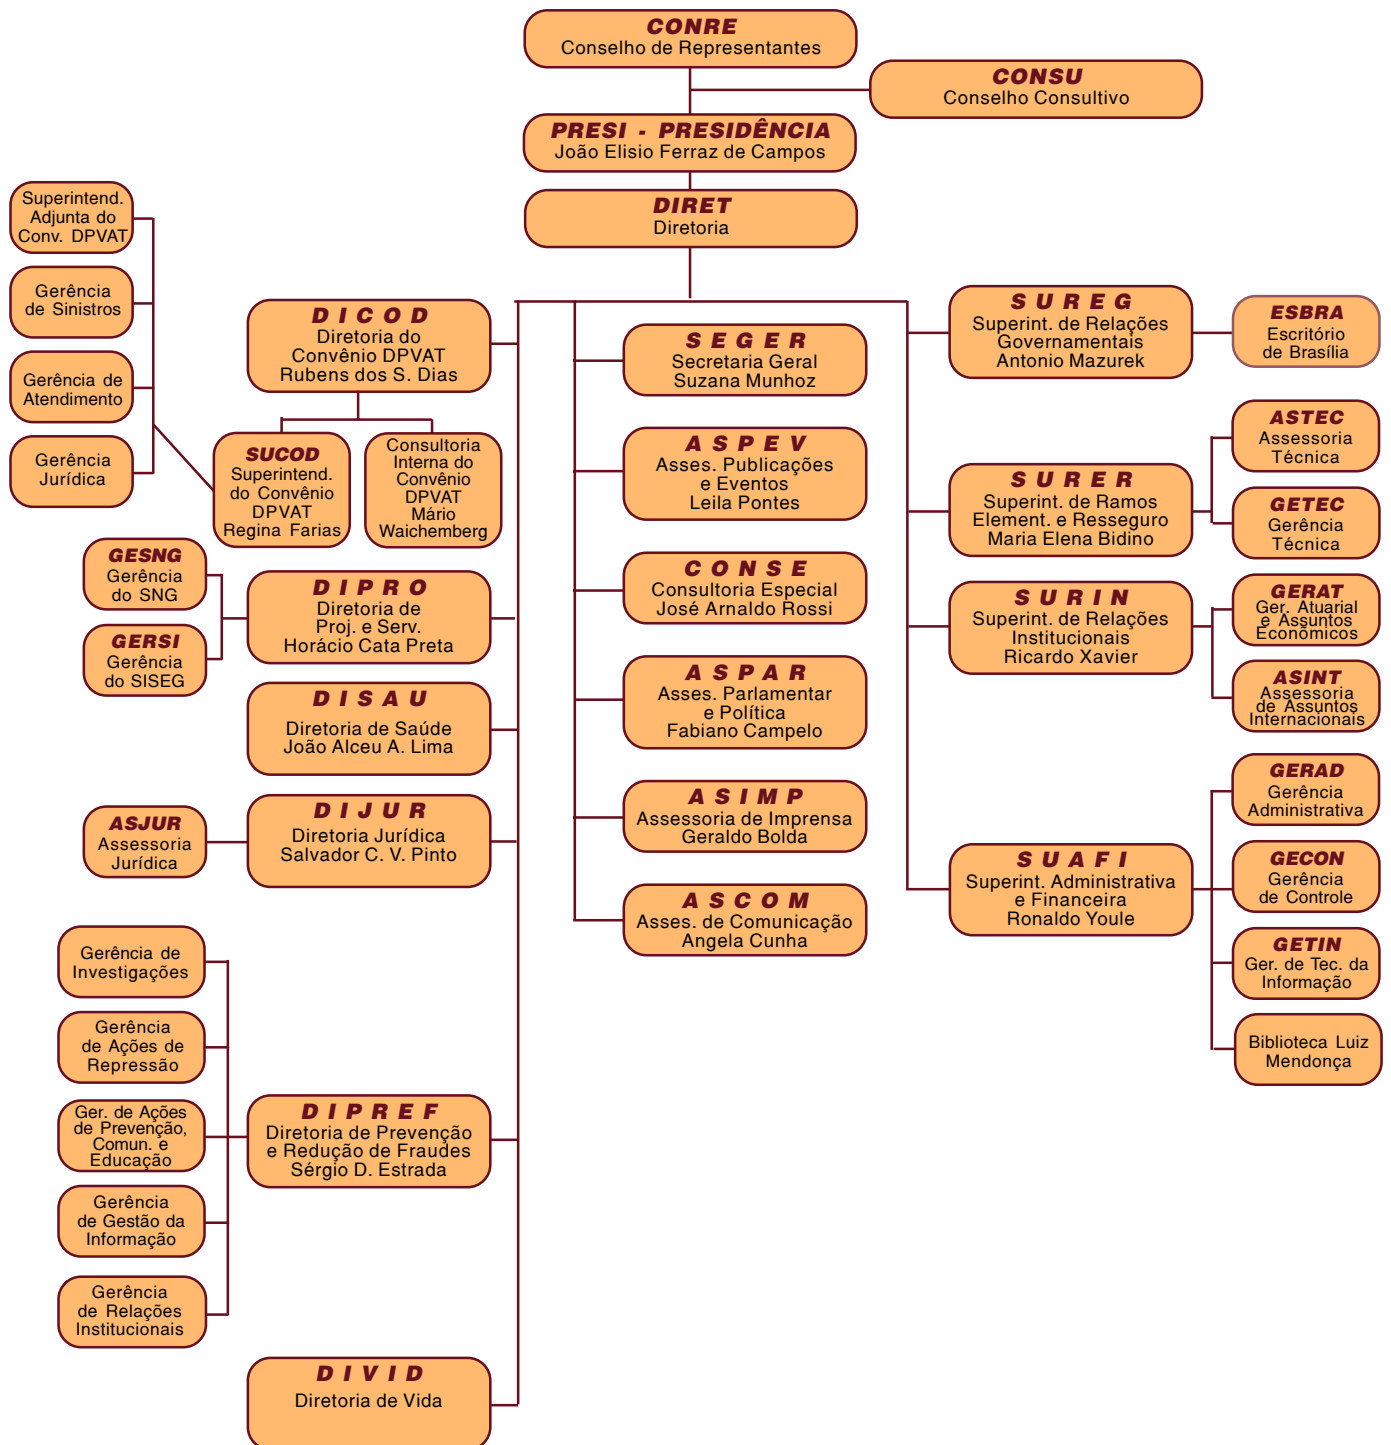 CONRE
Conselho de Representantes
CONSU
Conselho Consultivo
PRESI - PRESIDÊNCIA
João Elisio Ferraz de Campos
DIRET
Diretoria
Superintend.
Adjunta do
Conv. DPVAT
Gerência
de Sinistros
Gerência de
Atendimento
Gerência
Jurídica
DICOD
Diretoria do
Convênio DPVAT
Rubens dos S. Dias
SUCOD
Superintend.
do Convênio
DPVAT
Regina Farias
Consultoria
Interna do
Convênio
DPVAT
Mário
Waichemberg
GESNG
Gerência
do SNG
GERSI
Gerência
do SISEG
DIPRO
Diretoria de
Proj. e Serv.
Horácio Cata Preta
DISAU
Diretoria de Saúde
João Alceu A. Lima
ASJUR
Assessoria
Jurídica
DIJUR
Diretoria Jurídica
Salvador C. V. Pinto
Gerência de
Investigações
Gerência
de Ações de
Repressão
Ger. de Ações
de Prevenção,
Comun. e
Educação
Gerência
de Gestão da
Informação
Gerência
de Relações
Institucionais
DIPREF
Diretoria de Prevenção
e Redução de Fraudes
Sérgio D. Estrada
DIVID
Diretoria de Vida
SEGER
Secretaria Geral
Suzana Munhoz
ASPEV
Asses. Publicações
e Eventos
Leila Pontes
CONSE
Consultoria Especial
José Arnaldo Rossi
ASPAR
Asses. Parlamentar
e Política
Fabiano Campelo
ASIMP
Assessoria de Imprensa
Geraldo Bolda
ASCOM
Asses. de Comunicação
Angela Cunha
SUREG
Superint. de Relações
Governamentais
Antonio Mazurek
ESBRA
Escritório
de Brasília
SURER
Superint. de Ramos
Element. e Resseguro
Maria Elena Bidino
ASTEC
Assessoria
Técnica
GETEC
Gerência
Técnica
SURIN
Superint. de Relações
Institucionais
Ricardo Xavier
GERAT
Ger. Atuarial
e Assuntos
Econômicos
ASINT
Assessoria
de Assuntos
Internacionais
SUAFI
Superint. Administrativa
e Financeira
Ronaldo Youle
GERAD
Gerência
Administrativa
GECON
Gerência
de Controle
GETIN
Ger. de Tec. da
Informação
Biblioteca Luiz
Mendonça